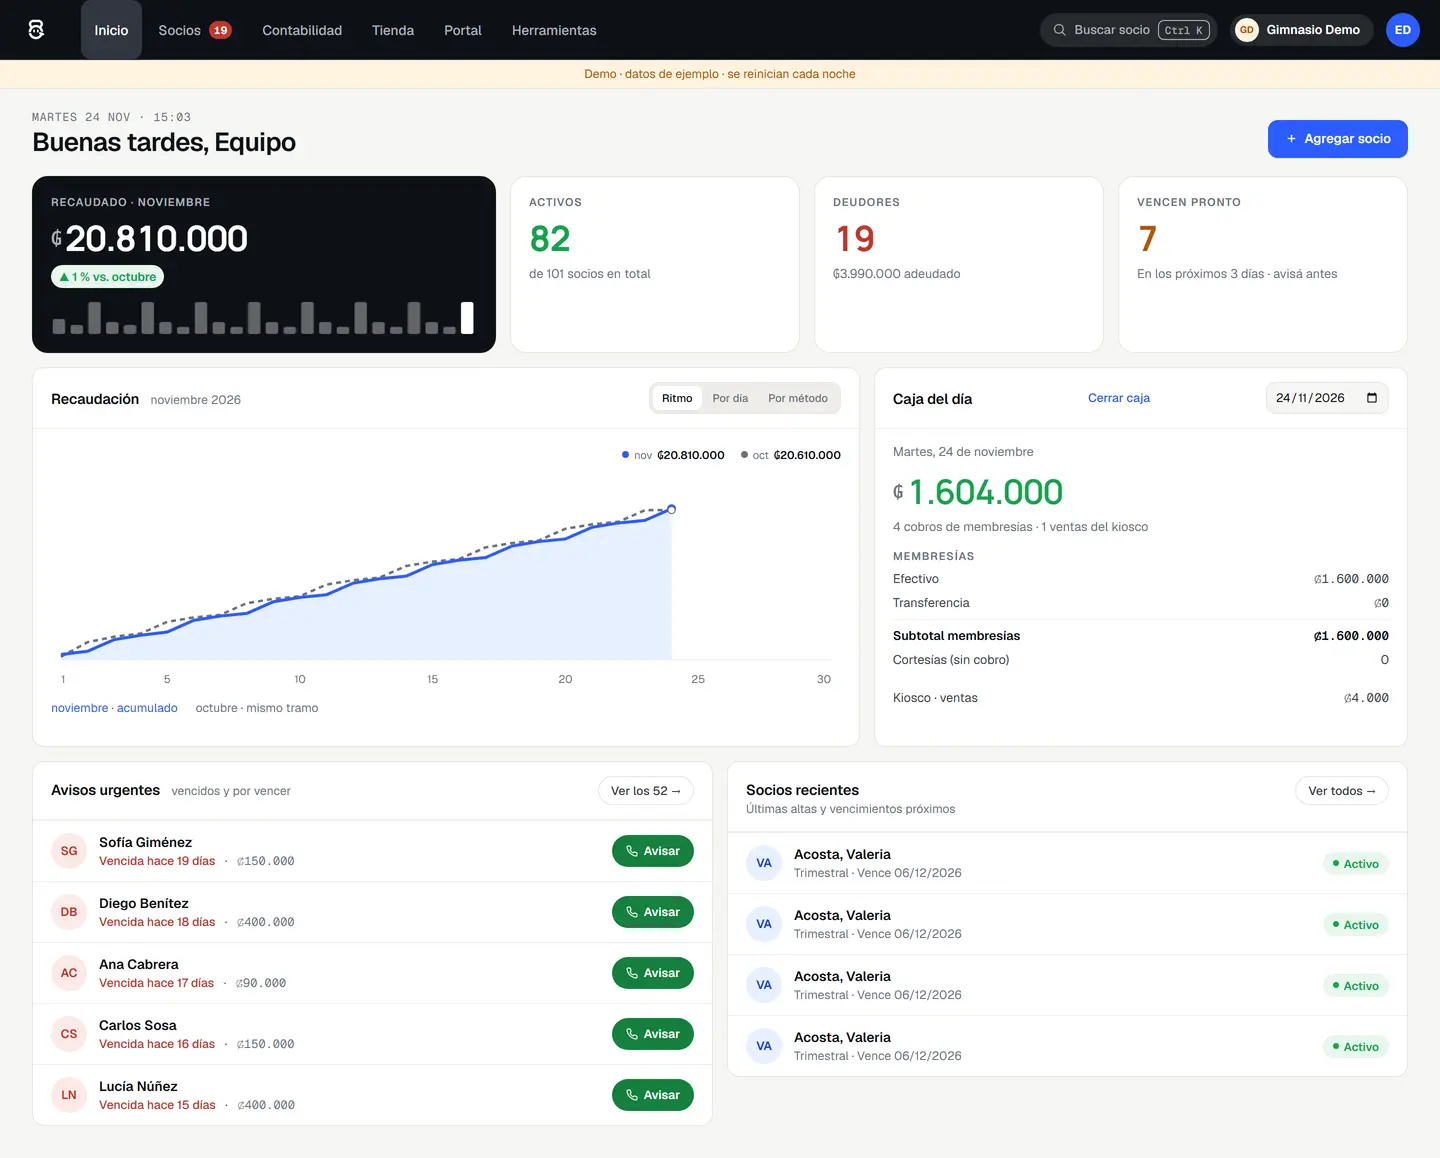 Inicio
Socios 19
Contabilidad
Tienda
Portal
Herramientas
Buscar socio Ctrl K
GD Gimnasio Demo
ED
Demo · datos de ejemplo · se reinician cada noche
MARTES 24 NOV · 15:03
Buenas tardes, Equipo
+ Agregar socio
RECAUDADO · NOVIEMBRE
₲20.810.000
▲ 1 % vs. octubre
ACTIVOS
82
de 101 socios en total
DEUDORES
19
₲3.990.000 adeudado
VENCEN PRONTO
7
En los próximos 3 días · avisá antes
Recaudación noviembre 2026
Ritmo Por día Por método
nov ₲20.810.000 oct ₲20.610.000
1 5 10 15 20 25 30
noviembre · acumulado octubre · mismo tramo
Caja del día
Cerrar caja
24/11/2026
Martes, 24 de noviembre
₲1.604.000
4 cobros de membresías · 1 ventas del kiosco
MEMBRESÍAS
Efectivo ₲1.600.000
Transferencia ₲0
Subtotal membresías ₲1.600.000
Cortesías (sin cobro) 0
Kiosco · ventas ₲4.000
Avisos urgentes vencidos y por vencer
Ver los 52 →
SG Sofía Giménez
Vencida hace 19 días · ₲150.000
Avisar
DB Diego Benítez
Vencida hace 18 días · ₲400.000
Avisar
AC Ana Cabrera
Vencida hace 17 días · ₲90.000
Avisar
CS Carlos Sosa
Vencida hace 16 días · ₲150.000
Avisar
LN Lucía Núñez
Vencida hace 15 días · ₲400.000
Avisar
Socios recientes
Últimas altas y vencimientos próximos
Ver todos →
VA Acosta, Valeria
Trimestral · Vence 06/12/2026
Activo
VA Acosta, Valeria
Trimestral · Vence 06/12/2026
Activo
VA Acosta, Valeria
Trimestral · Vence 06/12/2026
Activo
VA Acosta, Valeria
Trimestral · Vence 06/12/2026
Activo